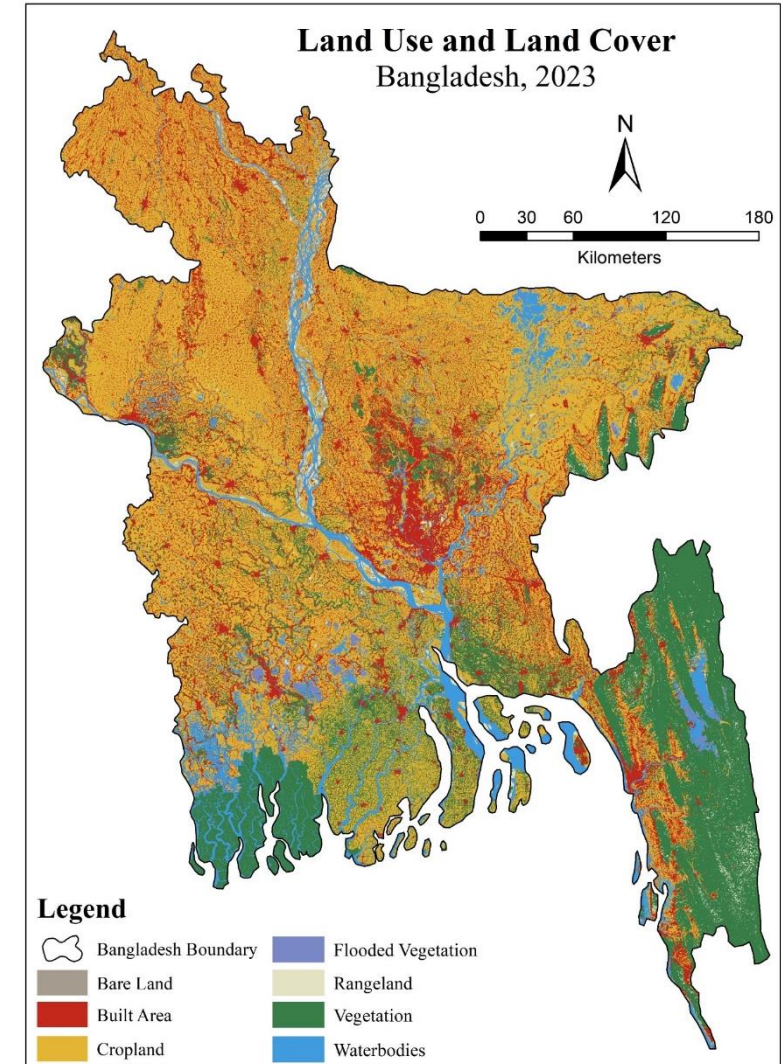 Land Use and Land Cover
Bangladesh, 2023
N
0 30 60 120 180
Kilometers
Legend
Bangladesh Boundary
Flooded Vegetation
Bare Land
Rangeland
Built Area
Vegetation
Cropland
Waterbodies